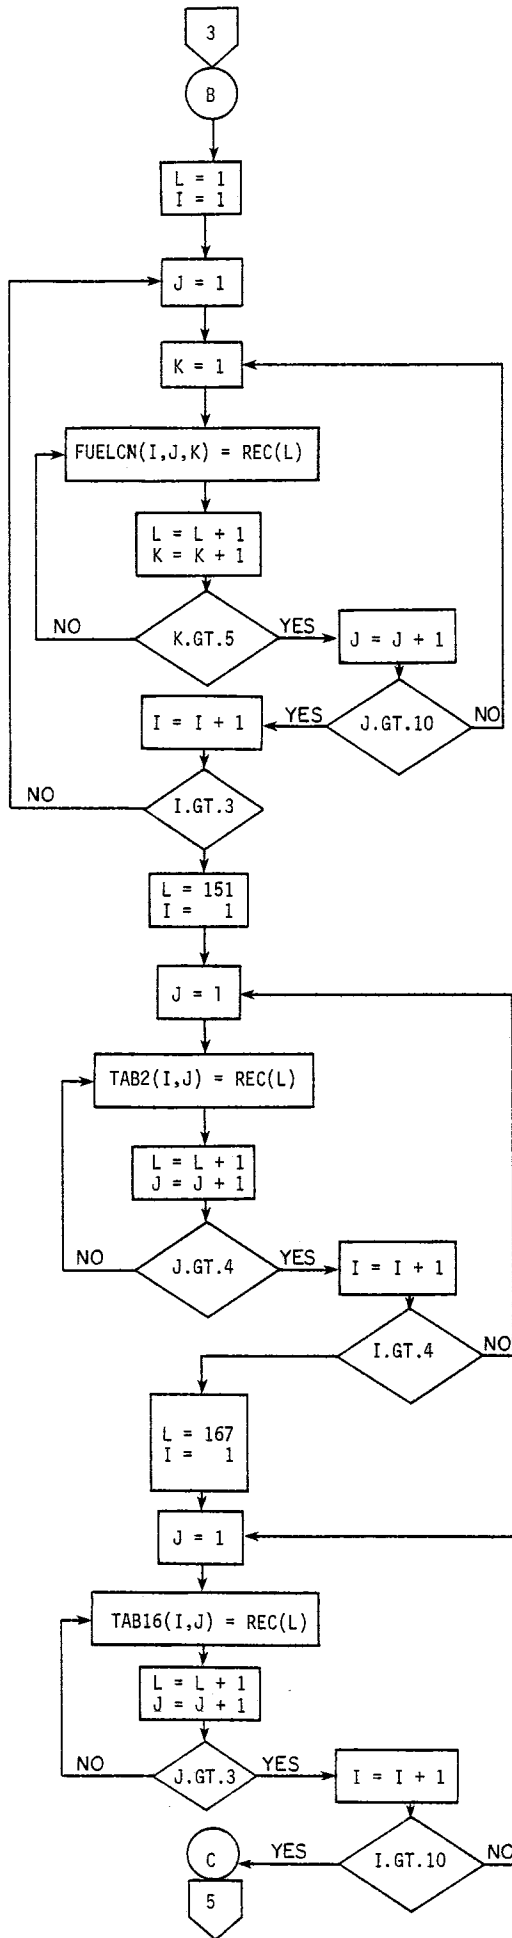 3
B
L = 1
I = 1
J = 1
K = 1
FUELCN(I,J,K) = REC(L)
L = L + 1
K = K + 1
NO
K.GT.5
YES
J = J + 1
I = I + 1
YES
J.GT.10
NO
NO
I.GT.3
L = 151
I = 1
J = 1
TAB2(I,J) = REC(L)
L = L + 1
J = J + 1
NO
J.GT.4
YES
I = I + 1
I.GT.4
NO
L = 167
I = 1
J = 1
TAB16(I,J) = REC(L)
L = L + 1
J = J + 1
NO
J.GT.3
YES
I = I + 1
C
YES
I.GT.10
NO
5